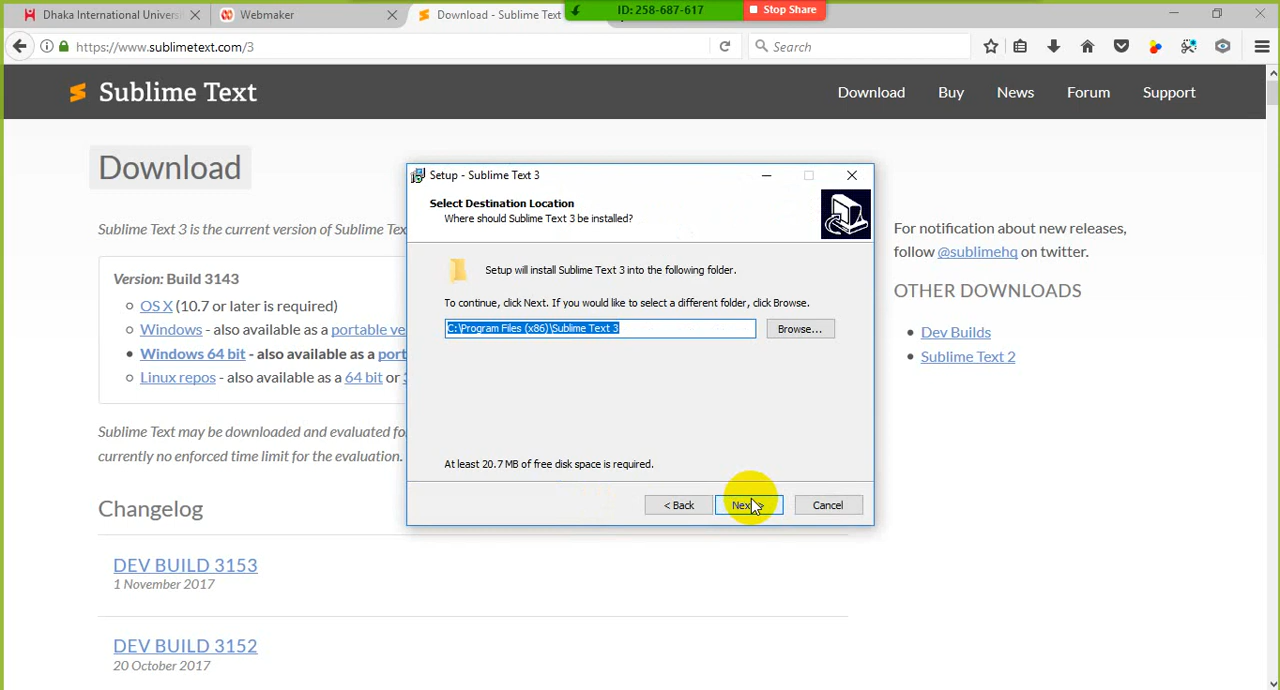 Dhaka International Universi
Webmaker
Download - Sublime Text
ID: 258-687-617
Stop Share
https://www.sublimetext.com/3
Search
Sublime Text
Download
Buy
News
Forum
Support
Download
Sublime Text 3 is the current version of Sublime Tex
Version: Build 3143
OS X (10.7 or later is required)
Windows - also available as a portable ve
Windows 64 bit - also available as a port
Linux repos - also available as a 64 bit or
Sublime Text may be downloaded and evaluated for
currently no enforced time limit for the evaluation.
Changelog
DEV BUILD 3153
1 November 2017
DEV BUILD 3152
20 October 2017
Setup - Sublime Text 3
Select Destination Location
Where should Sublime Text 3 be installed?
Setup will install Sublime Text 3 into the following folder.
To continue, click Next. If you would like to select a different folder, click Browse.
C:\Program Files (x86)\Sublime Text 3
Browse...
At least 20.7 MB of free disk space is required.
< Back
Next >
Cancel
For notification about new releases,
follow @sublimehq on twitter.
OTHER DOWNLOADS
Dev Builds
Sublime Text 2